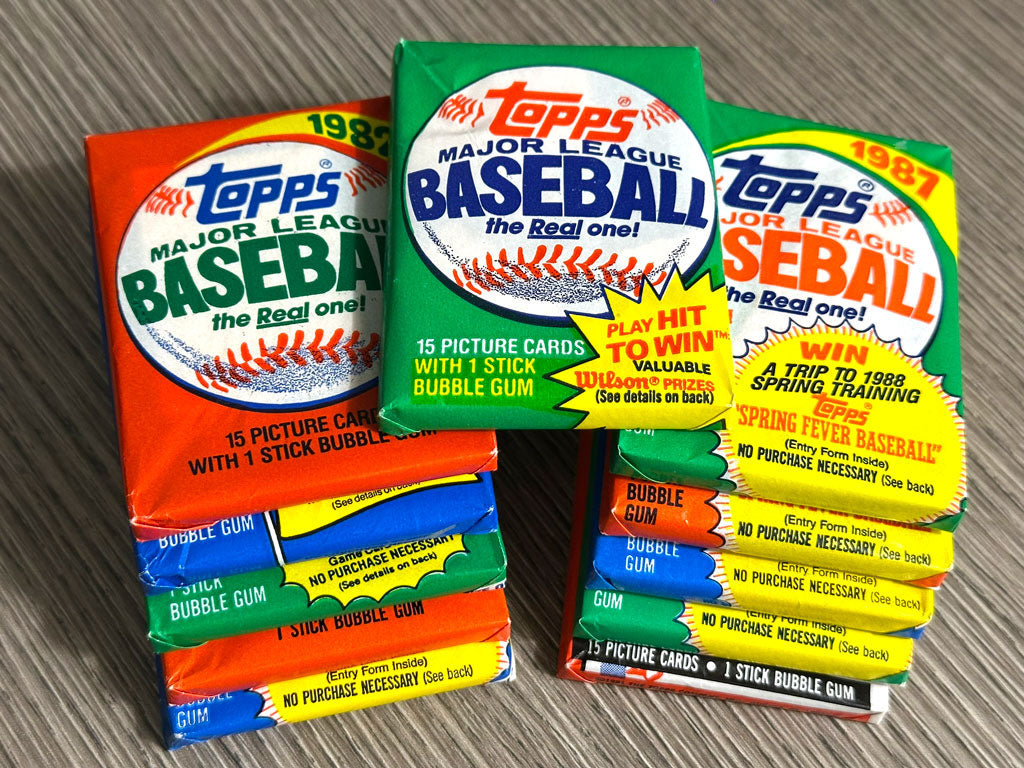 1982
Topps®
MAJOR LEAGU
BASEBA
the Real one!
15 PICTURE CARD
WITH 1 STICK BUBBLE GUM
(See details on back)
BUBBLE GUM
NO PURCHASE NECESSARY
(See details on back)
1 STICK
BUBBLE GUM
1 STICK BUBBLE GUM
(Entry Form Inside)
NO PURCHASE NECESSARY (See back)
GUM
Topps®
MAJOR LEAGUE
BASEBALL
the Real one!
15 PICTURE CARDS
WITH 1 STICK
BUBBLE GUM
PLAY HIT
TO WIN™
VALUABLE
Wilson® PRIZES
(See details on back)
1987
Topps®
JOR LEAGUE
SEBALL
the Real one!
WIN
A TRIP TO 1988
SPRING TRAINING
Topps®
"SPRING FEVER BASEBALL"
(Entry Form Inside)
NO PURCHASE NECESSARY (See back)
GUM
BUBBLE
GUM
(Entry Form Inside)
NO PURCHASE NECESSARY (See back)
BUBBLE
GUM
(Entry Form Inside)
NO PURCHASE NECESSARY (See back)
GUM
(Entry Form Inside)
NO PURCHASE NECESSARY (See back)
15 PICTURE CARDS • 1 STICK BUBBLE GUM